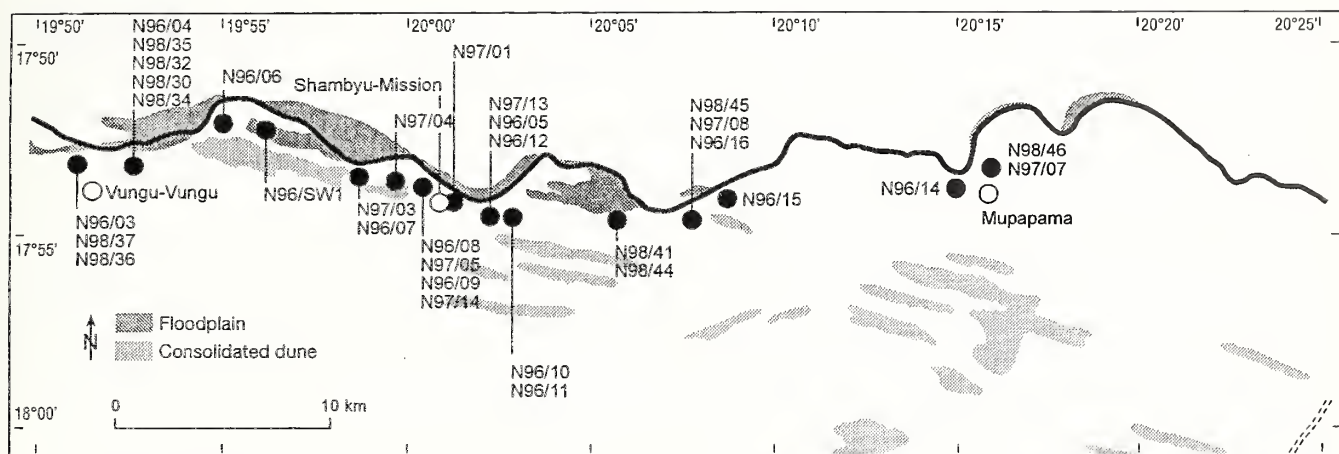 19°50'
19°55'
20°00'
20°05'
20°10'
20°15'
20°20'
20°25'
17°50'
N96/04
N98/35
N98/32
N98/30
N98/34
N96/06
Shambyu-Mission
N97/01
N97/04
N97/13
N96/05
N96/12
N98/45
N97/08
N96/16
N98/46
N97/07
Vungu-Vungu
N96/SW1
N96/15
N96/14
Mupapama
N96/03
N98/37
N98/36
N97/03
N96/07
N96/08
N97/05
N96/09
N97/14
N98/41
N98/44
17°55'
N96/10
N96/11
N
Floodplain
Consolidated dune
0
10 km
18°00'